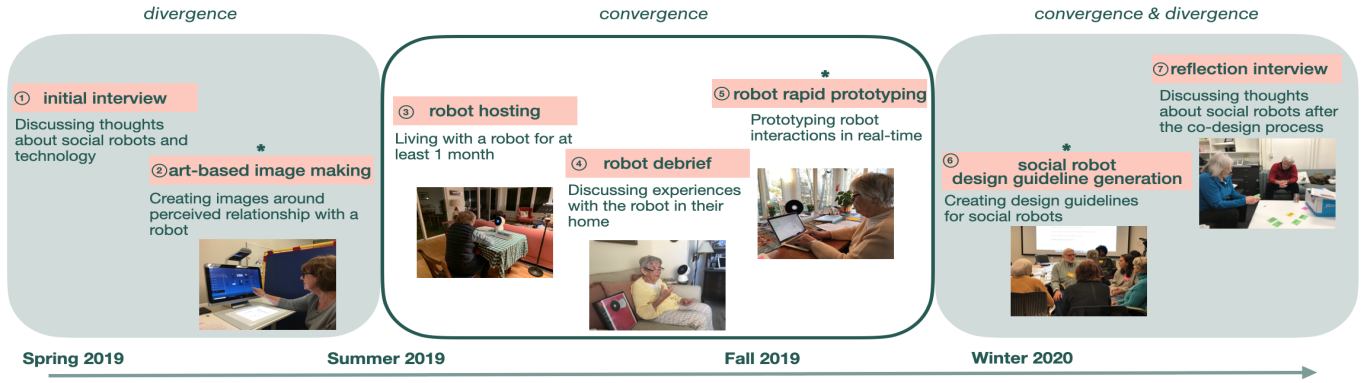 divergence
convergence
convergence & divergence
① initial interview
Discussing thoughts
about social robots and
technology
*
② art-based image making
Creating images around
perceived relationship with a
robot
③ robot hosting
Living with a robot for at
least 1 month
④ robot debrief
Discussing experiences
with the robot in their
home
*
⑤ robot rapid prototyping
Prototyping robot
interactions in real-time
*
⑥ social robot
design guideline generation
Creating design guidelines
for social robots
⑦ reflection interview
Discussing thoughts
about social robots after
the co-design process
Spring 2019
Summer 2019
Fall 2019
Winter 2020